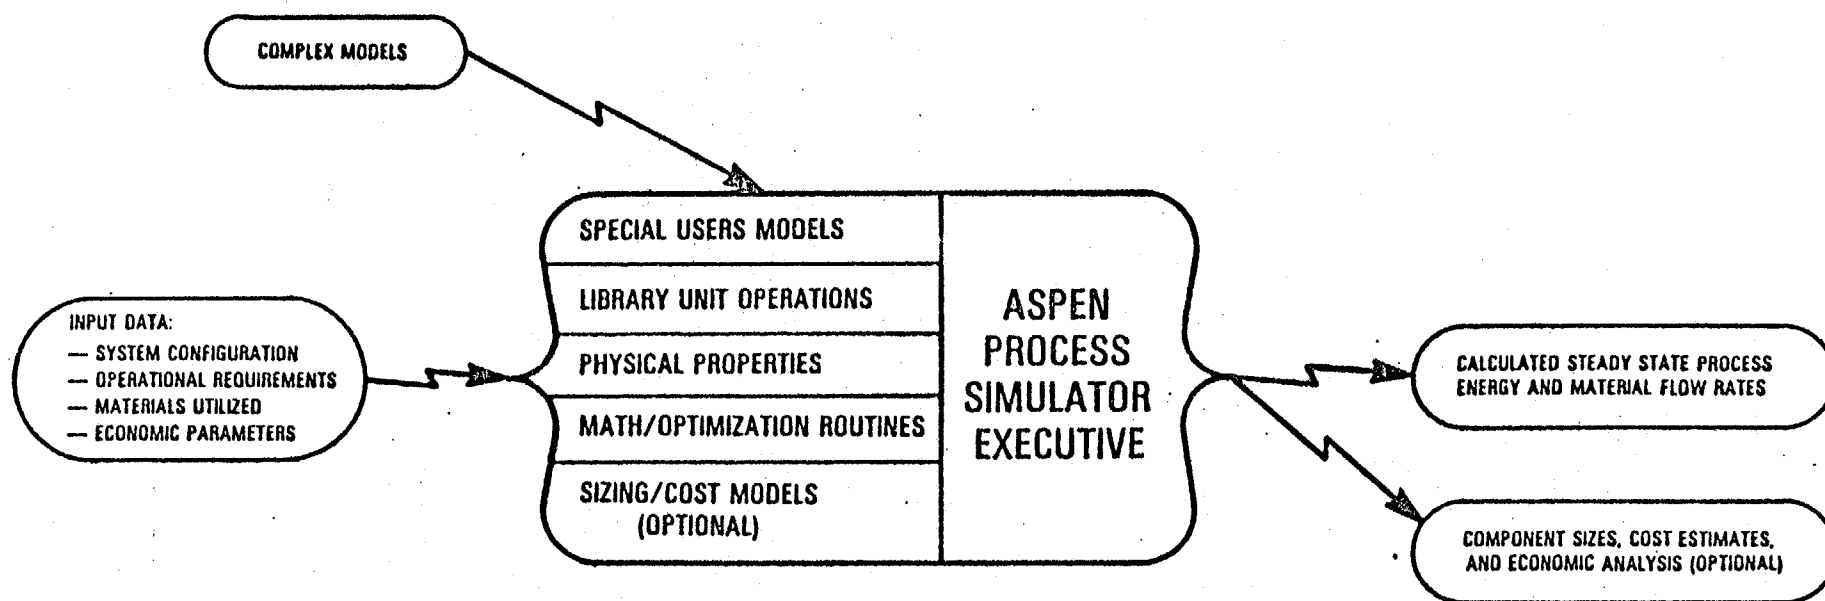 COMPLEX MODELS
INPUT DATA:
— SYSTEM CONFIGURATION
— OPERATIONAL REQUIREMENTS
— MATERIALS UTILIZED
— ECONOMIC PARAMETERS
SPECIAL USERS MODELS
LIBRARY UNIT OPERATIONS
PHYSICAL PROPERTIES
MATH/OPTIMIZATION ROUTINES
SIZING/COST MODELS
(OPTIONAL)
ASPEN
PROCESS
SIMULATOR
EXECUTIVE
CALCULATED STEADY STATE PROCESS
ENERGY AND MATERIAL FLOW RATES
COMPONENT SIZES, COST ESTIMATES,
AND ECONOMIC ANALYSIS (OPTIONAL)